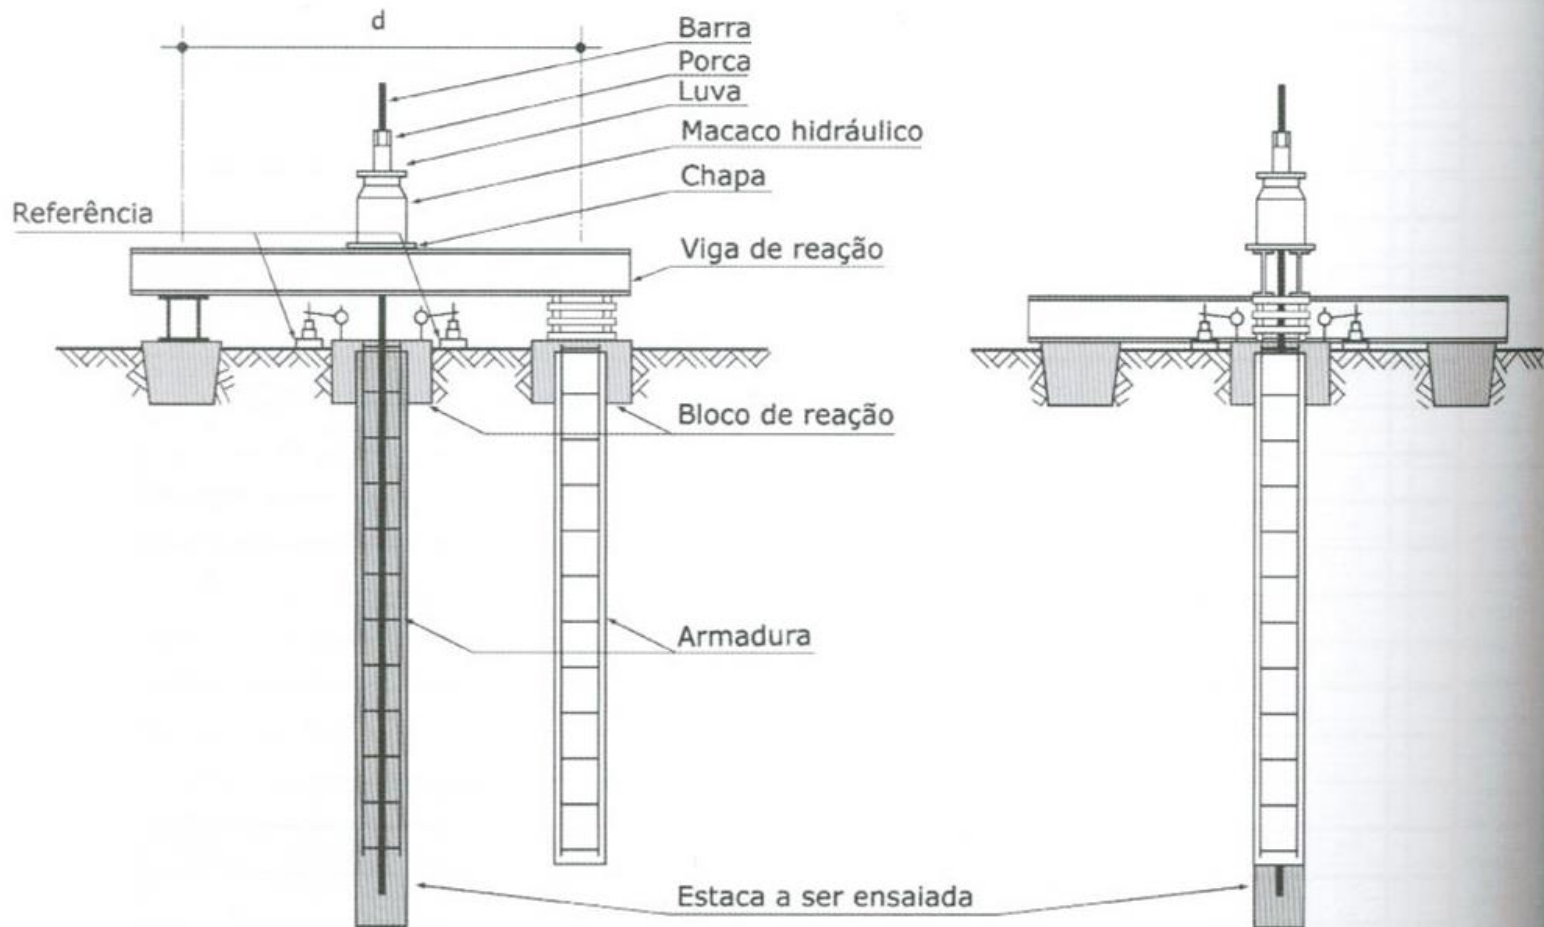 d
Barra
Porca
Luva
Macaco hidráulico
Chapa
Referência
Viga de reação
Bloco de reação
Armadura
Estaca a ser ensaiada